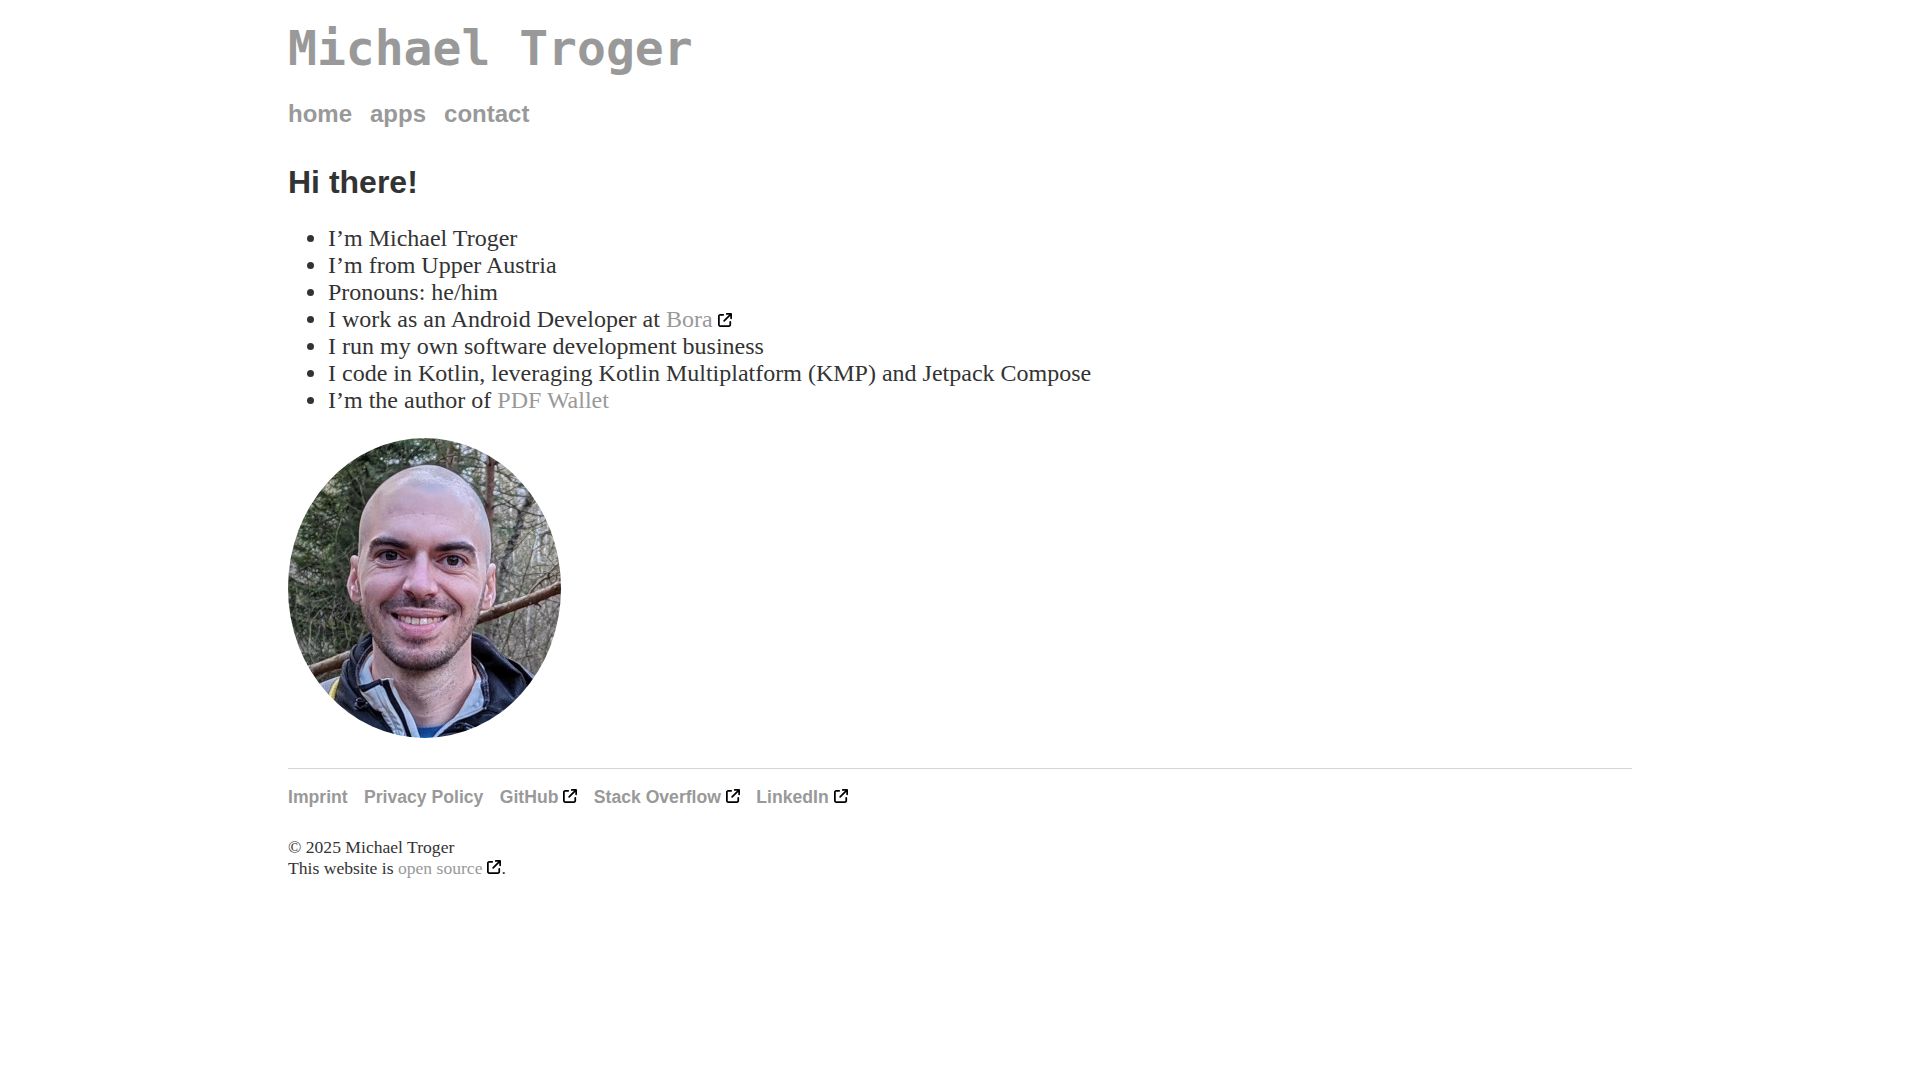 Michael Troger
home apps contact
Hi there!
• I’m Michael Troger
• I’m from Upper Austria
• Pronouns: he/him
• I work as an Android Developer at Bora
• I run my own software development business
• I code in Kotlin, leveraging Kotlin Multiplatform (KMP) and Jetpack Compose
• I’m the author of PDF Wallet
Imprint Privacy Policy GitHub Stack Overflow LinkedIn
© 2025 Michael Troger
This website is open source.